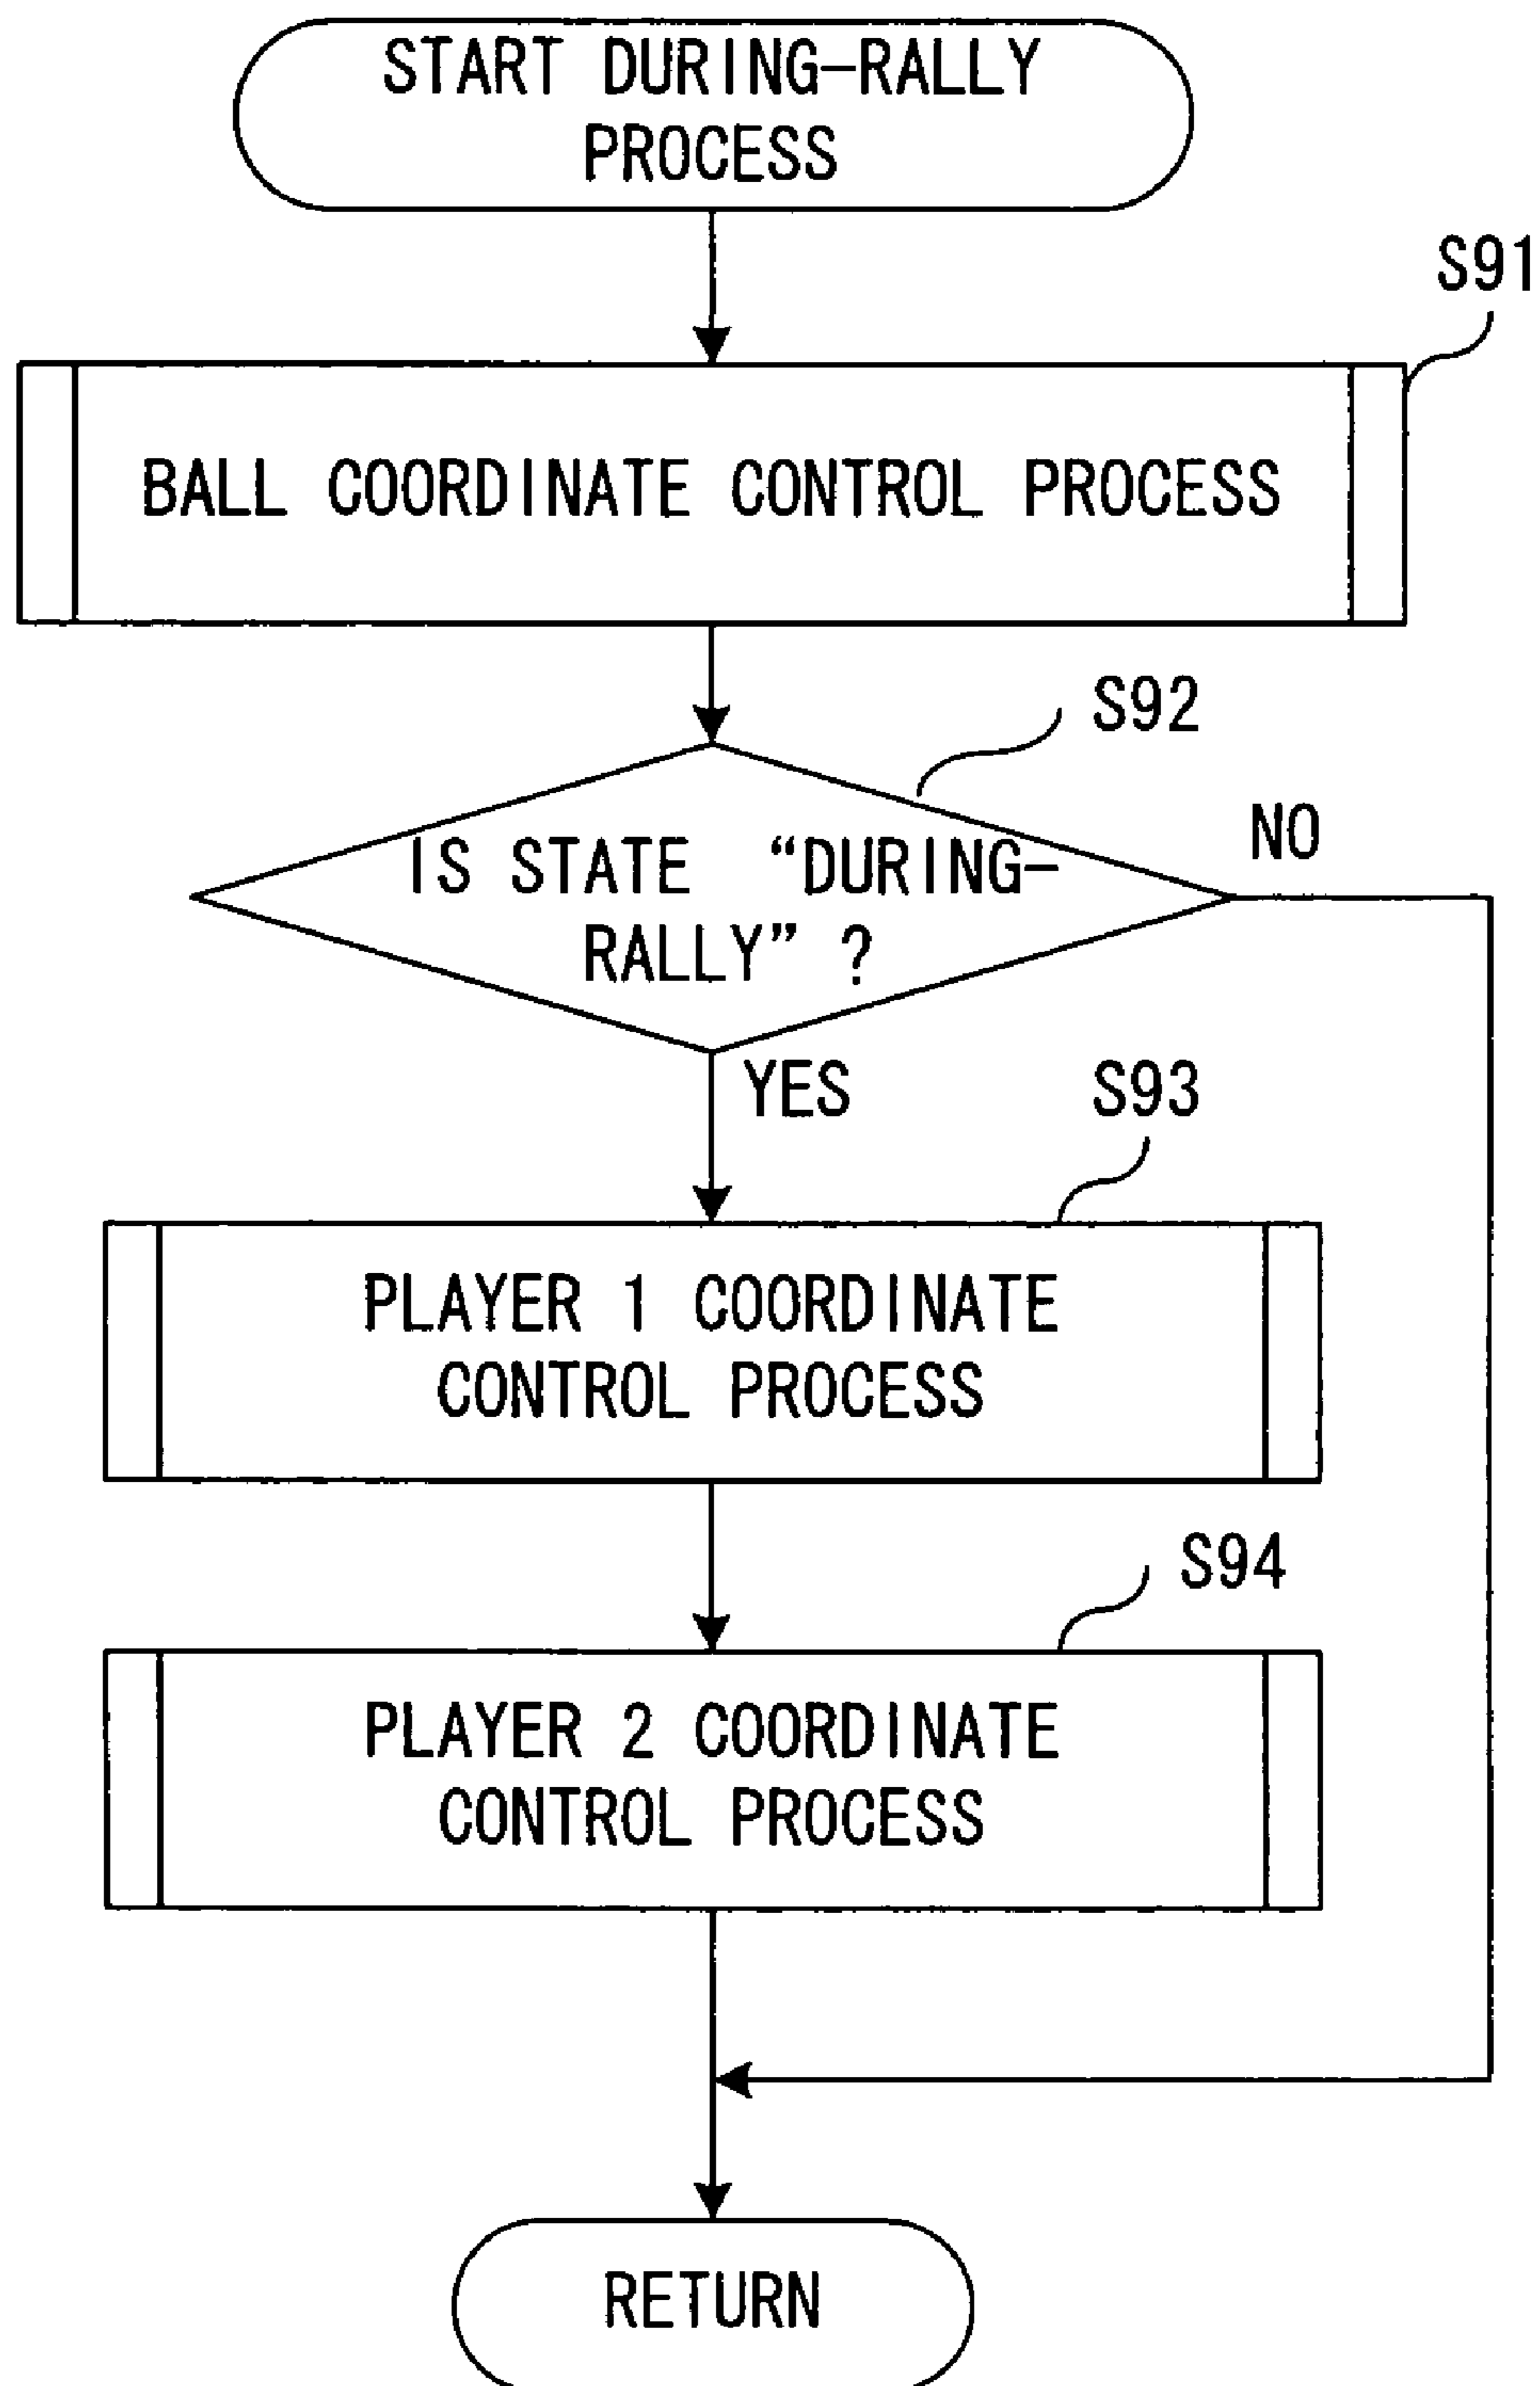 START DURING-RALLY
PROCESS
S91
BALL COORDINATE CONTROL PROCESS
S92
IS STATE “DURING-
RALLY” ?
NO
YES
S93
PLAYER 1 COORDINATE
CONTROL PROCESS
S94
PLAYER 2 COORDINATE
CONTROL PROCESS
RETURN